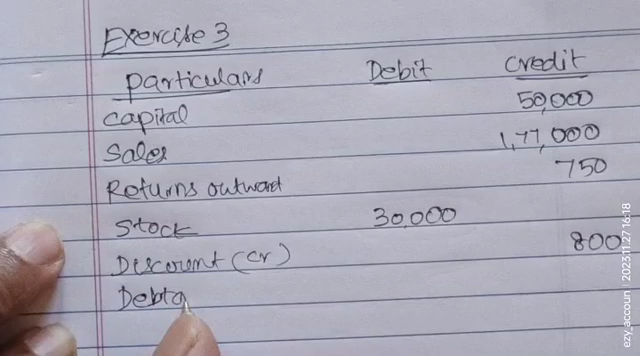 Exercise 3
Particulars Debit Credit
Capital 50,000
Sales 1,77,000
Returns outward 750
Stock 30,000
Discount (Cr) 800
Debto
ezy_accoun 2023.11.27 16:18